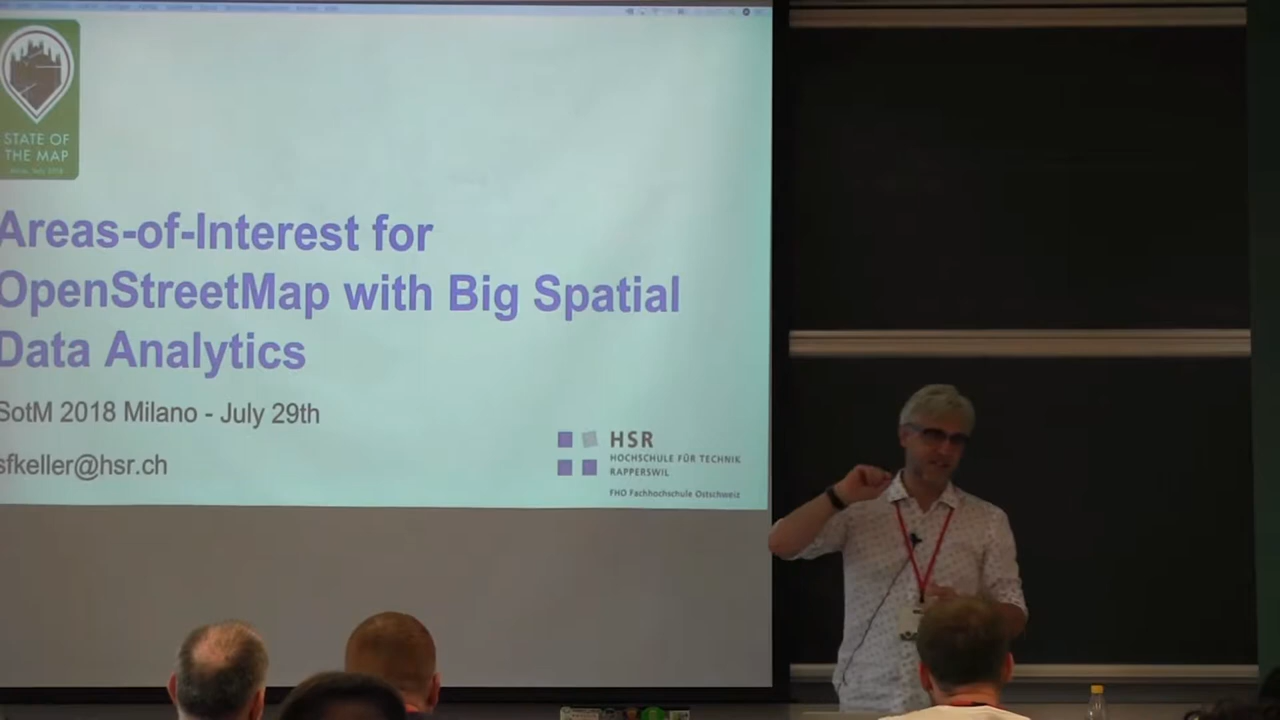 STATE OF
THE MAP
Areas-of-Interest for
OpenStreetMap with Big Spatial
Data Analytics
SotM 2018 Milano - July 29th
sfkeller@hsr.ch
HSR
HOCHSCHULE FÜR TECHNIK
RAPPERSWIL
FHO Fachhochschule Ostschweiz